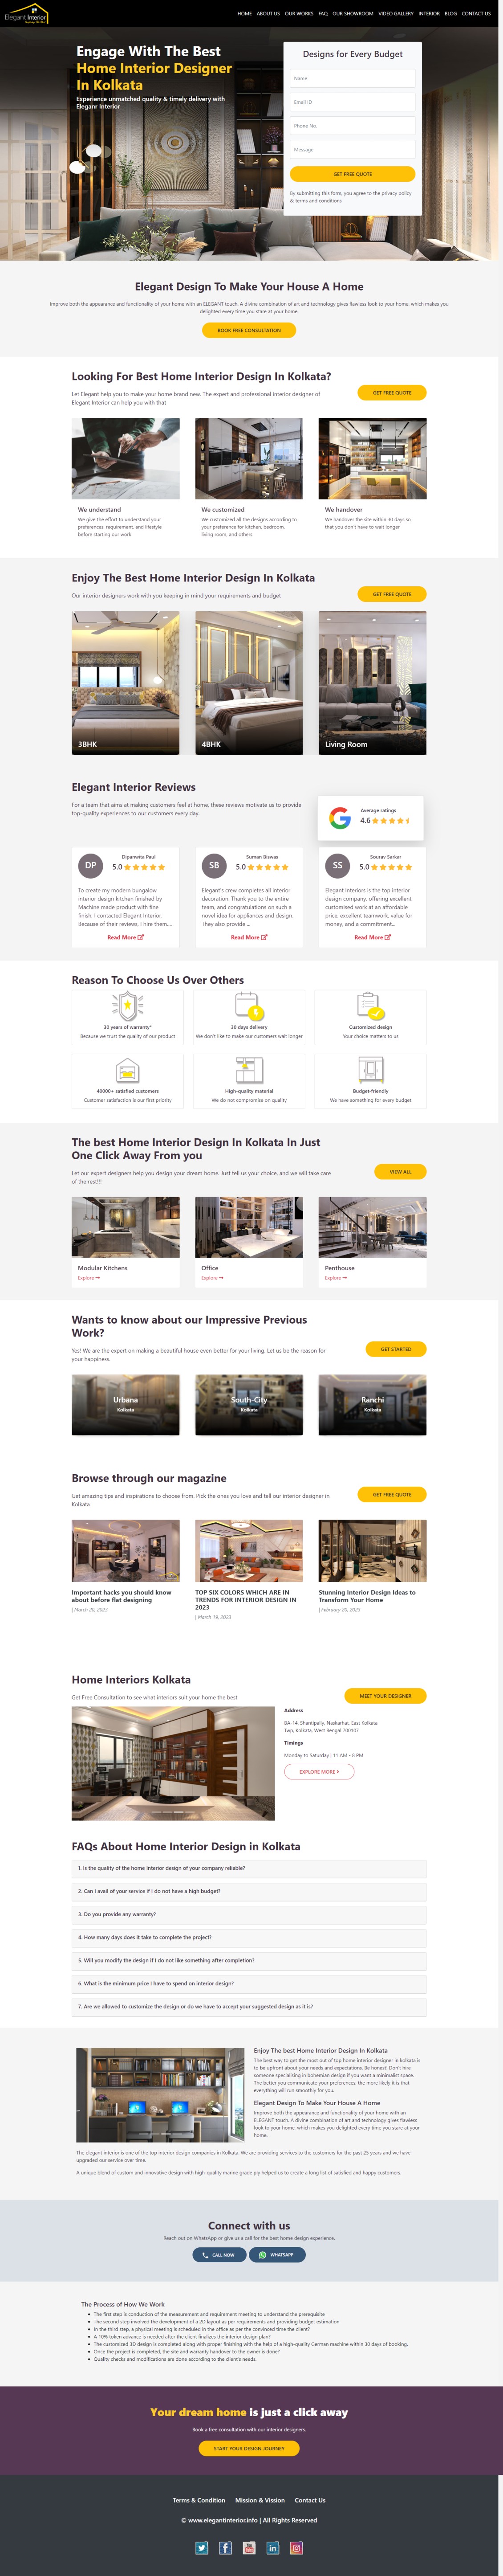 Elegant Interior
HOME ABOUT US OUR WORKS FAQ OUR SHOWROOM VIDEO GALLERY INTERIOR BLOG CONTACT US
Engage With The Best
Home Interior Designer
In Kolkata
Experience unmatched quality & timely delivery with
Eleganr Interior
Designs for Every Budget
Name
Email ID
Phone No.
Message
GET FREE QUOTE
By submitting this form, you agree to the privacy policy
& terms and conditions
Elegant Design To Make Your House A Home
Improve both the appearance and functionality of your home with an ELEGANT touch. A divine combination of art and technology gives flawless look to your home, which makes you
delighted every time you stare at your home.
BOOK FREE CONSULTATION
Looking For Best Home Interior Design In Kolkata?
Let Elegant help you to make your home brand new. The expert and professional interior designer of
Elegant Interior can help you with that
GET FREE QUOTE
We understand
We give the effort to understand your
preferences, requirement, and lifestyle
before starting our work
We customized
We customized all the designs according to
your preference for kitchen, bedroom,
living room, and others
We handover
We handover the site within 30 days so
that you don't have to wait longer
Enjoy The Best Home Interior Design In Kolkata
Our interior designers work with you keeping in mind your requirements and budget
GET FREE QUOTE
3BHK
4BHK
Living Room
Elegant Interior Reviews
For a team that aims at making customers feel at home, these reviews motivate us to provide
top-quality experiences to our customers every day.
Average ratings
4.6
DP
Dipanwita Paul
5.0
To create my modern bungalow
interior design kitchen finished by
Machine made product with fine
finish, I contacted Elegant Interior.
Because of their reviews, I hire them....
Read More
SB
Suman Biswas
5.0
Elegant's crew completes all interior
decoration. Thank you to the entire
team, and congratulations on such a
novel idea for appliances and design.
They also provide ...
Read More
SS
Sourav Sarkar
5.0
Elegant Interiors is the top interior
design company, offering excellent
customised work at an affordable
price, excellent teamwork, value for
money, and a commitment...
Read More
Reason To Choose Us Over Others
30 years of warranty*
Because we trust the quality of our product
30 days delivery
We don't like to make our customers wait longer
Customized design
Your choice matters to us
40000+ satisfied customers
Customer satisfaction is our first priority
High-quality material
We do not compromise on quality
Budget-friendly
We have something for every budget
The best Home Interior Design In Kolkata In Just
One Click Away From you
Let our expert designers help you design your dream home. Just tell us your choice, and we will take care
of the rest!!!
VIEW ALL
Modular Kitchens
Explore
Office
Explore
Penthouse
Explore
Wants to know about our Impressive Previous
Work?
Yes! We are the expert on making a beautiful house even better for your living. Let us be the reason for
your happiness.
GET STARTED
Urbana
Kolkata
South-City
Kolkata
Ranchi
Kolkata
Browse through our magazine
Get amazing tips and inspirations to choose from. Pick the ones you love and tell our interior designer in
Kolkata
GET FREE QUOTE
Important hacks you should know
about before flat designing
| March 20, 2023
TOP SIX COLORS WHICH ARE IN
TRENDS FOR INTERIOR DESIGN IN
2023
| March 19, 2023
Stunning Interior Design Ideas to
Transform Your Home
| February 20, 2023
Home Interiors Kolkata
Get Free Consultation to see what interiors suit your home the best
MEET YOUR DESIGNER
Address
BA-14, Shantipally, Naskarhat, East Kolkata
Twp, Kolkata, West Bengal 700107
Timings
Monday to Saturday | 11 AM - 8 PM
EXPLORE MORE
FAQs About Home Interior Design in Kolkata
1. Is the quality of the home Interior design of your company reliable?
2. Can I avail of your service if I do not have a high budget?
3. Do you provide any warranty?
4. How many days does it take to complete the project?
5. Will you modify the design if I do not like something after completion?
6. What is the minimum price I have to spend on interior design?
7. Are we allowed to customize the design or do we have to accept your suggested design as it is?
Enjoy The best Home Interior Design In Kolkata
The best way to get the most out of top home interior designer in kolkata is
to be upfront about your needs and expectations. Be honest! Don't hire
someone specialising in bohemian design if you want a minimalist space.
The better you communicate your preferences, the more likely it is that
everything will run smoothly for you.
Elegant Design To Make Your House A Home
Improve both the appearance and functionality of your home with an
ELEGANT touch. A divine combination of art and technology gives flawless
look to your home, which makes you delighted every time you stare at your
home.
The elegant interior is one of the top interior design companies in Kolkata. We are providing services to the customers for the past 25 years and we have
upgraded our service over time.
A unique blend of custom and innovative design with high-quality marine grade ply helped us to create a long list of satisfied and happy customers.
Connect with us
Reach out on WhatsApp or give us a call for the best home design experience.
CALL NOW
WHATSAPP
The Process of How We Work
The first step is conduction of the measurement and requirement meeting to understand the prerequisite
The second step involved the development of a 2D layout as per requirements and providing budget estimation
In the third step, a physical meeting is scheduled in the office as per the convinced time the client?
A 10% token advance is needed after the client finalizes the interior design plan?
The customized 3D design is completed along with proper finishing with the help of a high-quality German machine within 30 days of booking.
Once the project is completed, the site and warranty handover to the owner is done?
Quality checks and modifications are done according to the client's needs.
Your dream home is just a click away
Book a free consultation with our interior designers.
START YOUR DESIGN JOURNEY
Terms & Condition Mission & Vission Contact Us
© www.elegantinterior.info | All Rights Reserved